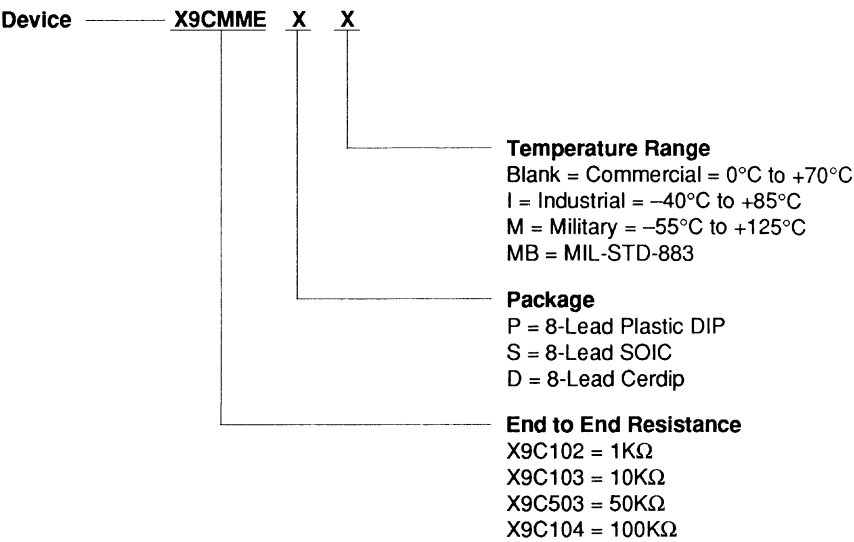 Device X9CMME X X
Temperature Range
Blank = Commercial = 0°C to +70°C
I = Industrial = –40°C to +85°C
M = Military = –55°C to +125°C
MB = MIL-STD-883
Package
P = 8-Lead Plastic DIP
S = 8-Lead SOIC
D = 8-Lead Cerdip
End to End Resistance
X9C102 = 1KΩ
X9C103 = 10KΩ
X9C503 = 50KΩ
X9C104 = 100KΩ